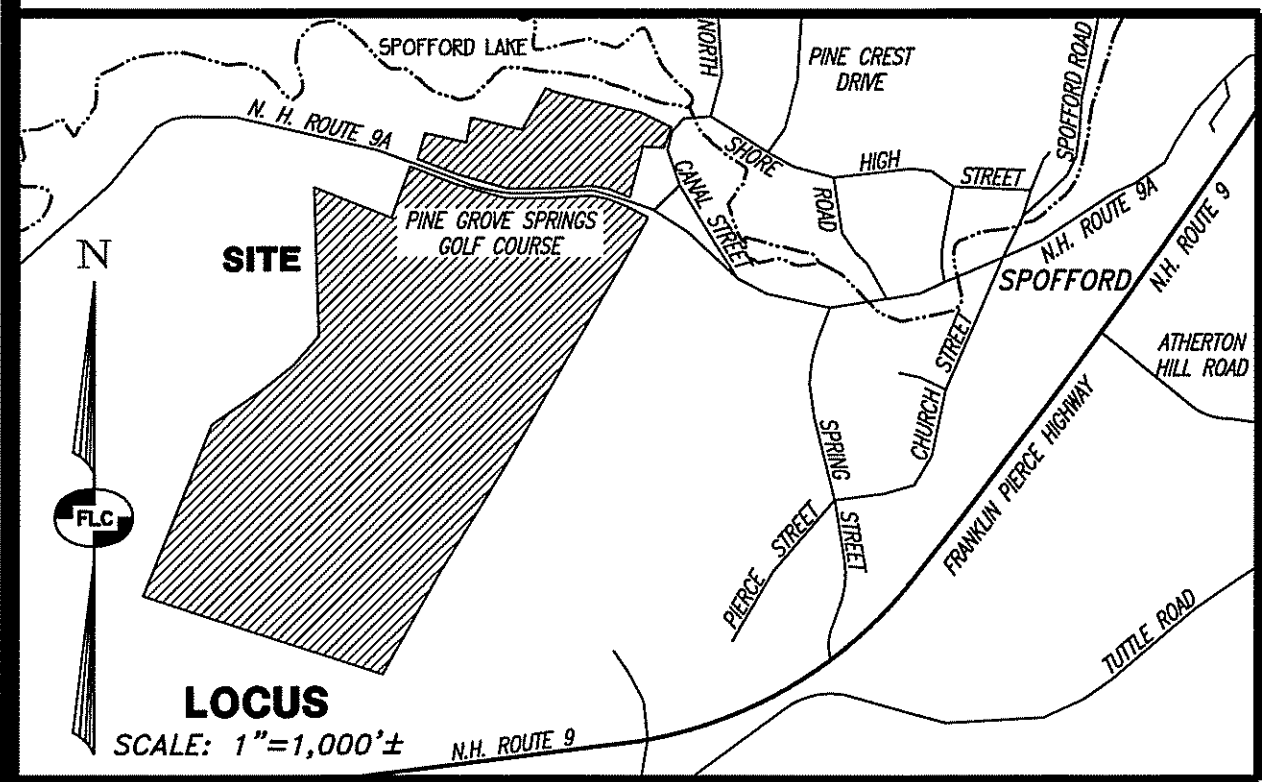 SPOFFORD LAKE
NORTH
PINE CREST
DRIVE
SPOFFORD ROAD
N. H. ROUTE 9A
SHORE
HIGH
STREET
CANAL STREET
ROAD
N.H. ROUTE 9A
N.H. ROUTE 9
PINE GROVE SPRINGS
GOLF COURSE
SITE
N
SPOFFORD
CHURCH STREET
ATHERTON
HILL ROAD
SPRING
STREET
FRANKLIN PIERCE HIGHWAY
FLC
PIERCE STREET
TUTTLE ROAD
LOCUS
SCALE: 1"=1,000'±
N.H. ROUTE 9